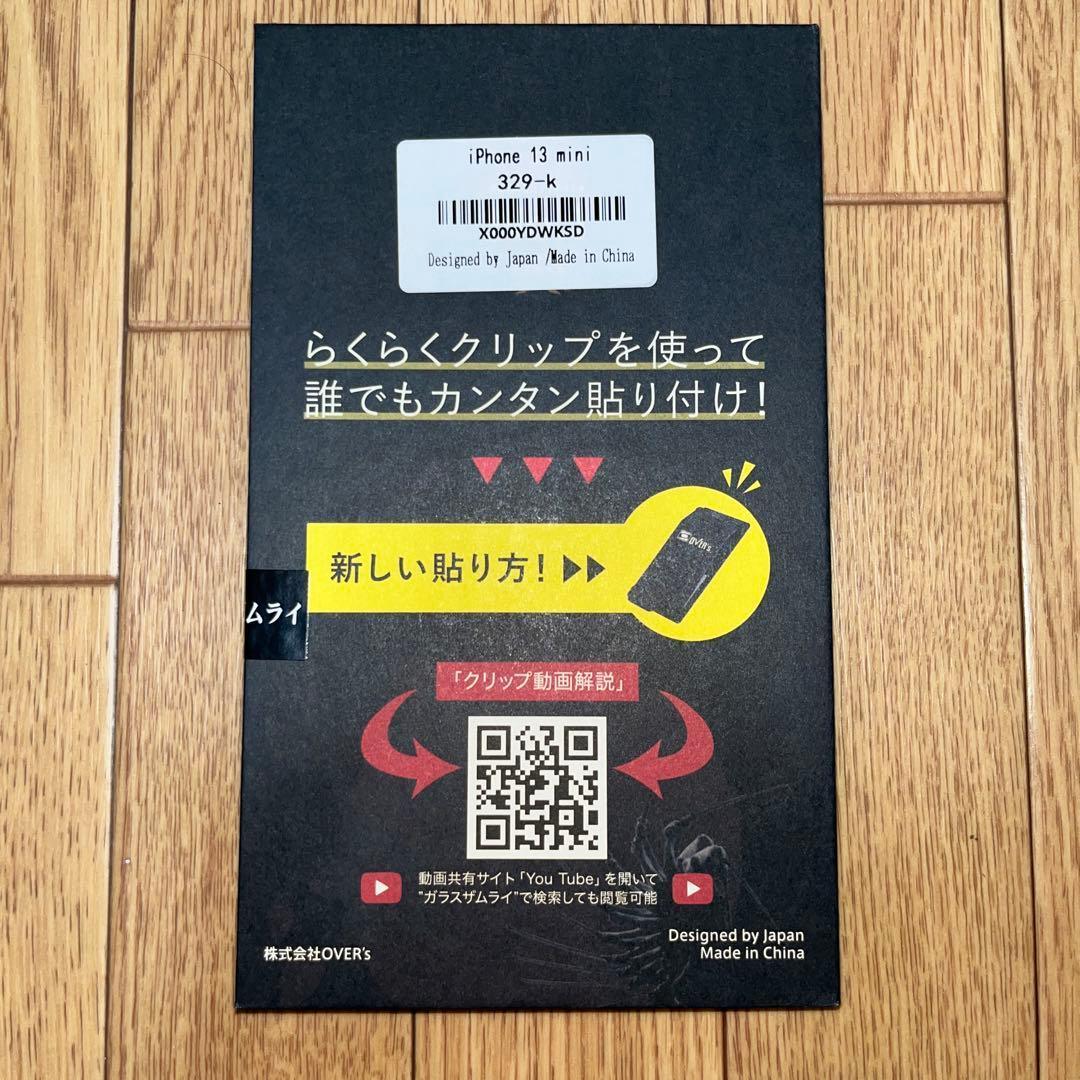 iPhone 13 mini
329-k
X000YDWKSD
Designed by Japan /Made in China
らくらくクリップを使って
誰でもカンタン貼り付け!
新しい貼り方!
OVER's
ムライ
「クリップ動画解説」
動画共有サイト「You Tube」を開いて
"ガラスザムライ"で検索しても閲覧可能
株式会社OVER's
Designed by Japan
Made in China